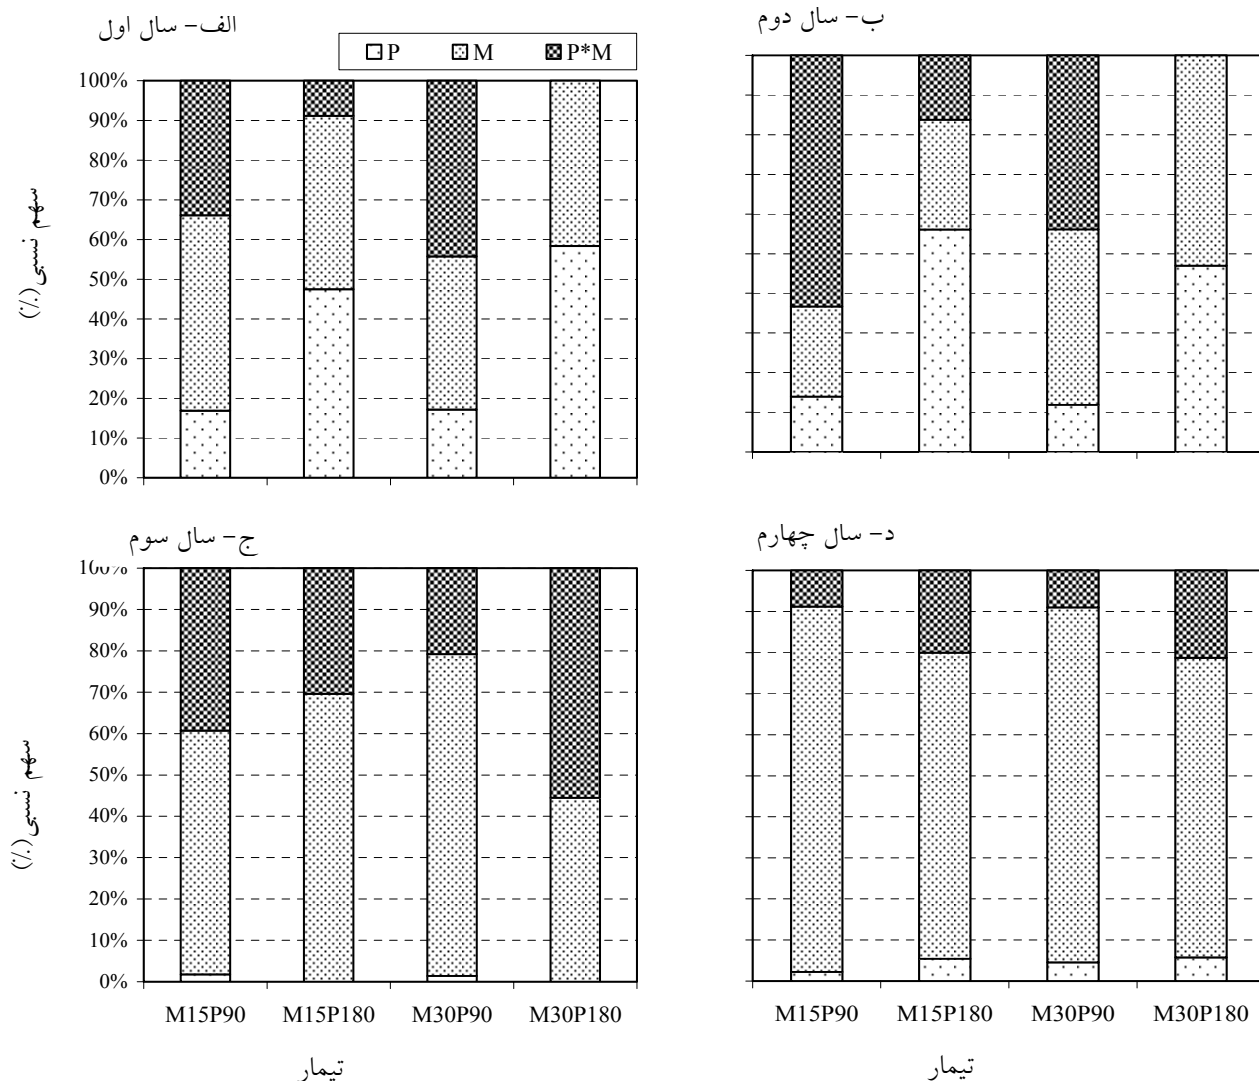 الف- سال اول
ب- سال دوم
P M P*M
100%
90%
80%
70%
60%
50%
40%
30%
20%
10%
0%
سهم نسبی(٪)
ج- سال سوم
د- سال چهارم
100%
90%
80%
70%
60%
50%
40%
30%
20%
10%
0%
سهم نسبی(٪)
M15P90 M15P180 M30P90 M30P180
M15P90 M15P180 M30P90 M30P180
تیمار
تیمار